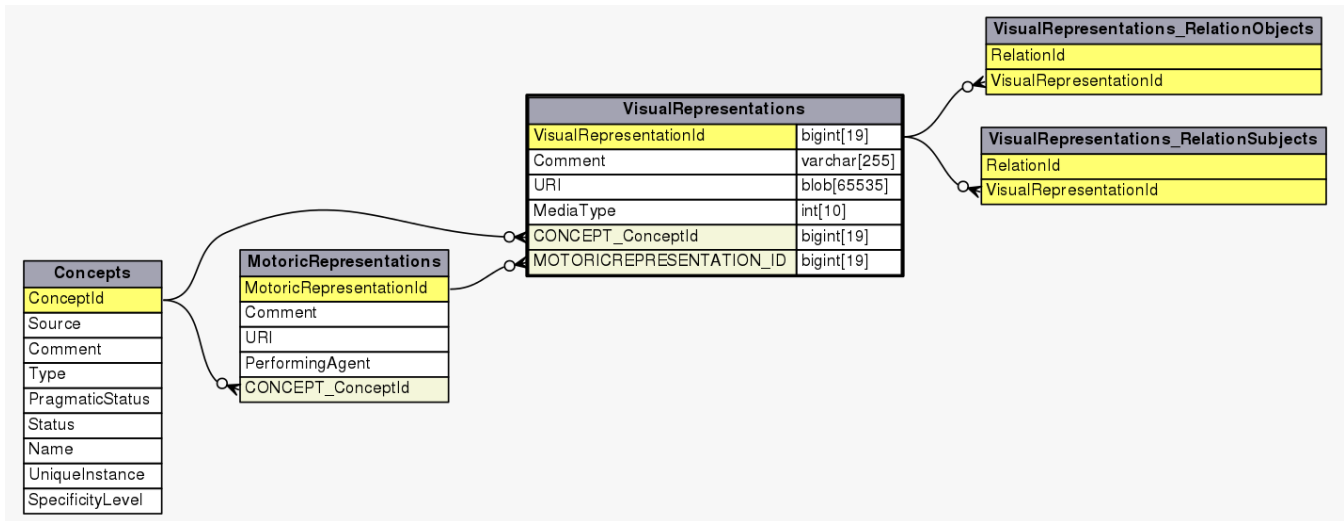 VisualRepresentations_RelationObjects
RelationId
VisualRepresentationId
VisualRepresentations
VisualRepresentationId bigint[19]
Comment varchar[255]
URI blob[65535]
MediaType int[10]
CONCEPT_ConceptId bigint[19]
MOTORICREPRESENTATION_ID bigint[19]
VisualRepresentations_RelationSubjects
RelationId
VisualRepresentationId
Concepts
ConceptId
Source
Comment
Type
PragmaticStatus
Status
Name
UniqueInstance
SpecificityLevel
MotoricRepresentations
MotoricRepresentationId
Comment
URI
PerformingAgent
CONCEPT_ConceptId